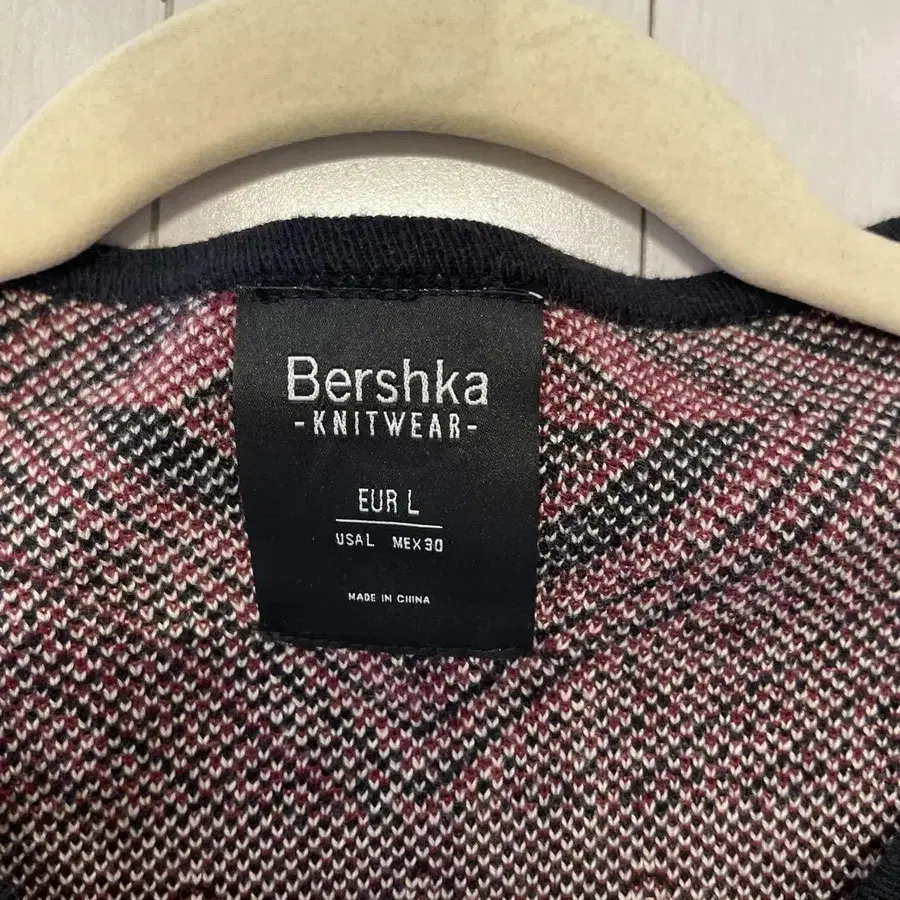 Bershka
-KNITWEAR-
EUR L
USA L MEX 30
MADE IN CHINA